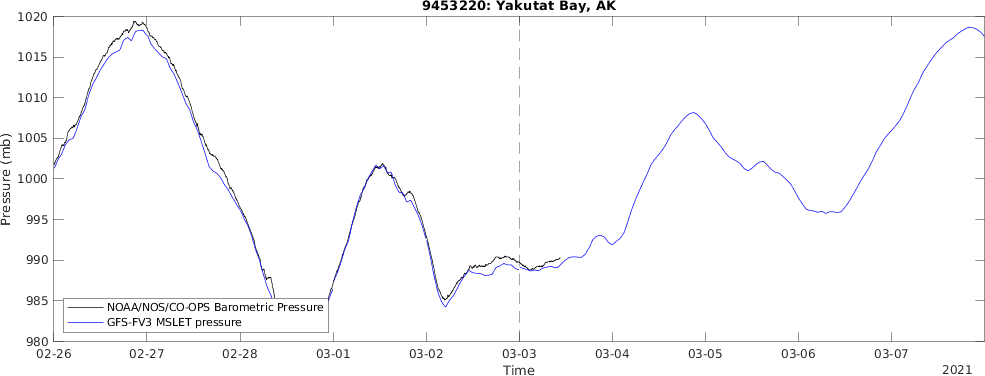 9453220: Yakutat Bay, AK
1020
1015
1010
1005
1000
995
990
985
980
Pressure (mb)
NOAA/NOS/CO-OPS Barometric Pressure
GFS-FV3 MSLET pressure
02-26 02-27 02-28 03-01 03-02 03-03 03-04 03-05 03-06 03-07
Time
2021